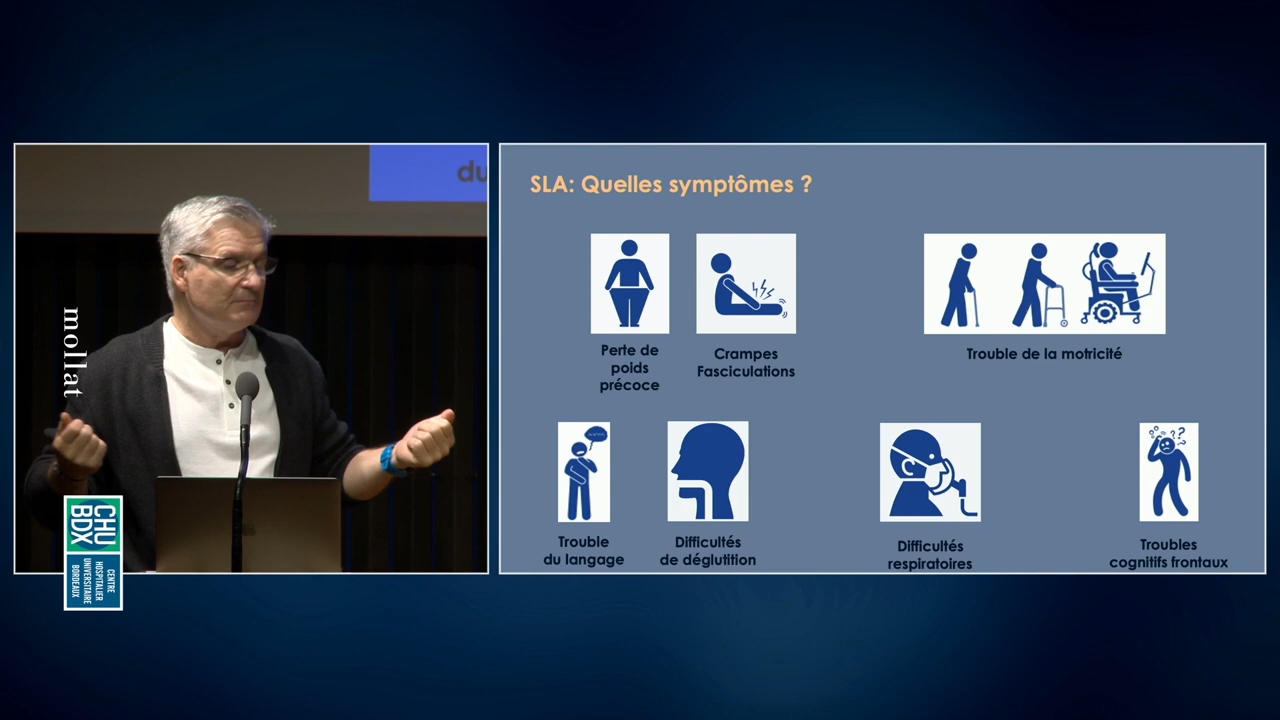 du
mollat
CHU
BDX
CENTRE
HOSPITALIER
UNIVERSITAIRE
BORDEAUX
SLA: Quelles symptômes ?
Perte de
poids
précoce
Crampes
Fasciculations
Trouble de la motricité
Trouble
du langage
Difficultés
de déglutition
Difficultés
respiratoires
Troubles
cognitifs frontaux